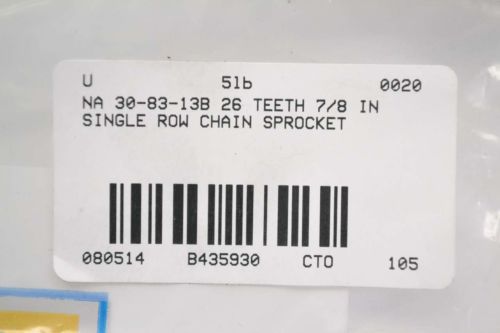 U 5lb 0020
NA 30-83-13B 26 TEETH 7/8 IN
SINGLE ROW CHAIN SPROCKET
080514 B435930 CTO 105